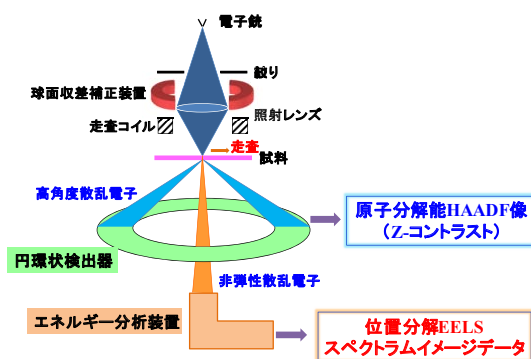 電子銃
絞り
球面収差補正装置
照射レンズ
走査コイル
走査
試料
高角度散乱電子
原子分解能HAADF像
(Z-コントラスト)
円環状検出器
非弾性散乱電子
エネルギー分析装置
位置分解EELS
スペクトラムイメージデータ